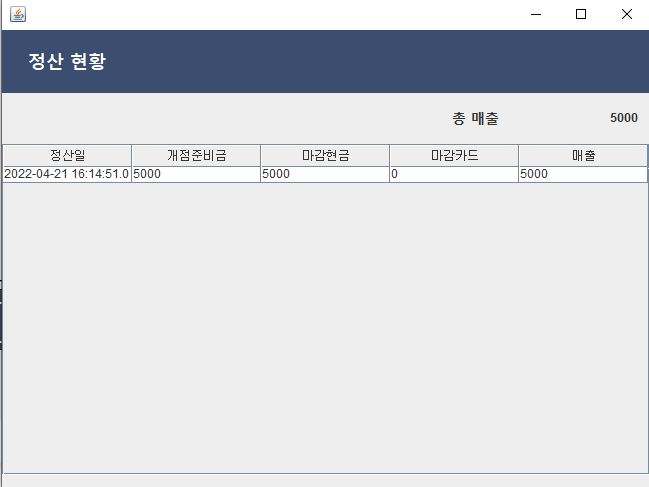 정산 현황
총 매출 5000
정산일 개점준비금 마감현금 마감카드 매출
2022-04-21 16:14:51.0 5000 5000 0 5000